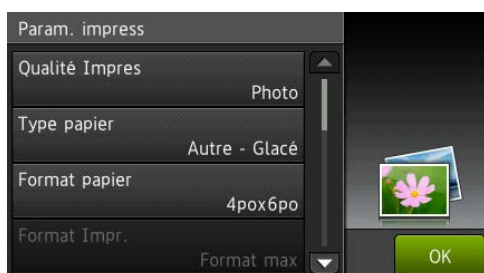 Param. impress
Qualité Impres
Photo
Type papier
Autre - Glacé
Format papier
4pox6po
Format Impr.
Format max
OK